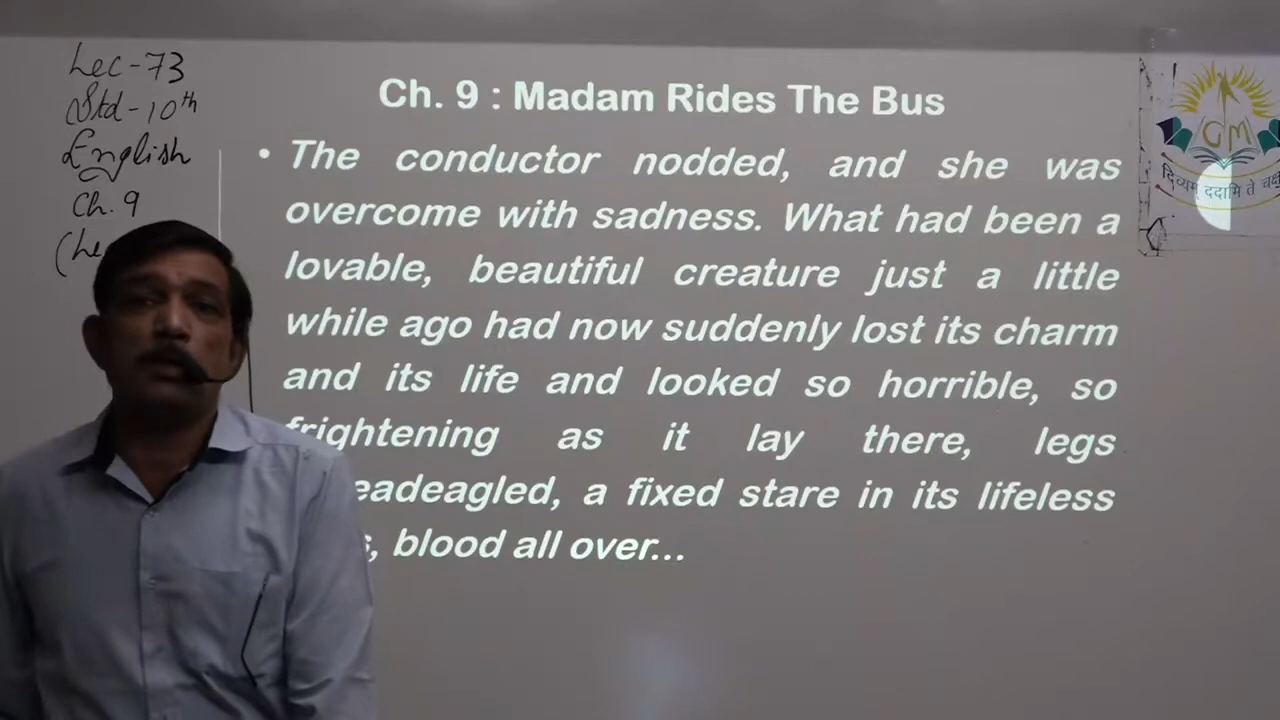 Lec-73
Std-10th
English
Ch. 9
Ch. 9 : Madam Rides The Bus
• The conductor nodded, and she was
overcome with sadness. What had been a
lovable, beautiful creature just a little
while ago had now suddenly lost its charm
and its life and looked so horrible, so
frightening as it lay there, legs
eadeagled, a fixed stare in its lifeless
, blood all over...
GM
दिव्यम् ददामि ते